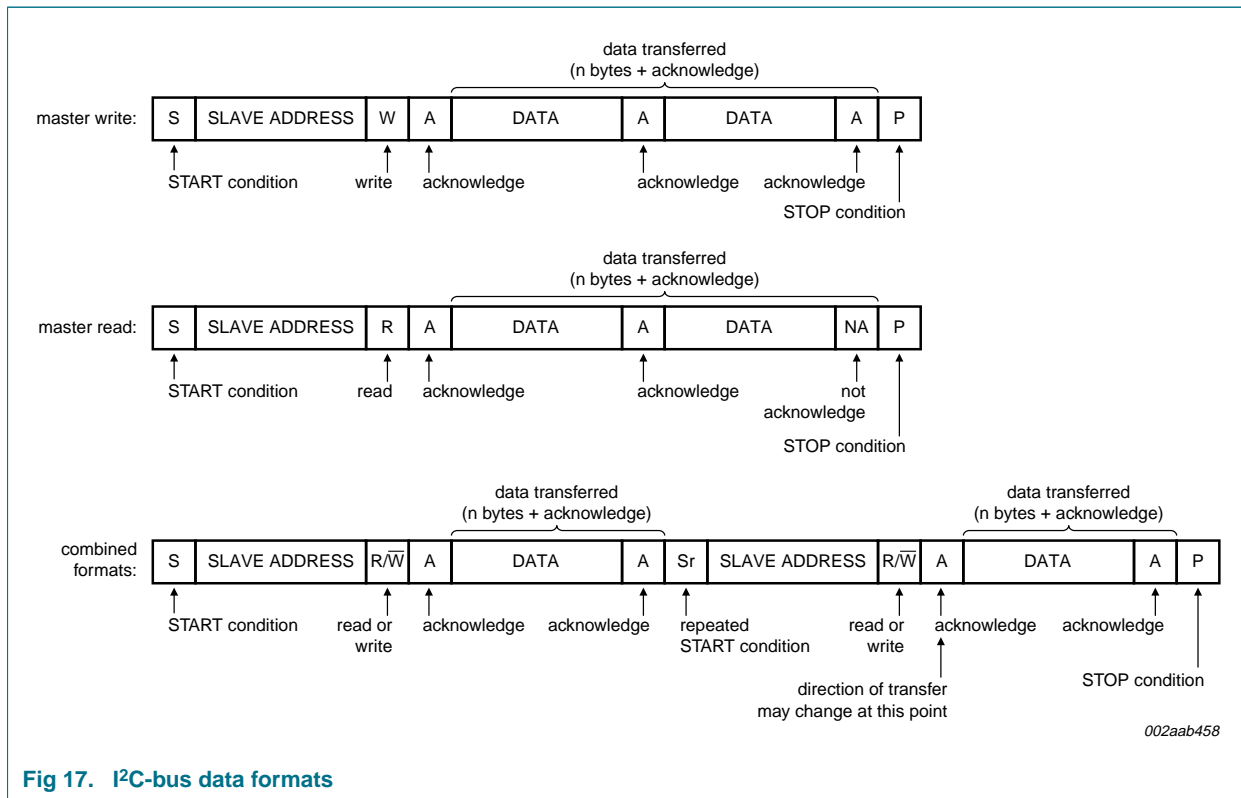 data transferred
(n bytes + acknowledge)
master write: S SLAVE ADDRESS W A DATA A DATA A P
START condition write acknowledge acknowledge acknowledge
STOP condition
data transferred
(n bytes + acknowledge)
master read: S SLAVE ADDRESS R A DATA A DATA NA P
START condition read acknowledge acknowledge not
acknowledge
STOP condition
data transferred data transferred
(n bytes + acknowledge) (n bytes + acknowledge)
combined
formats: S SLAVE ADDRESS R/W̅ A DATA A Sr SLAVE ADDRESS R/W̅ A DATA A P
START condition read or acknowledge acknowledge repeated read or acknowledge acknowledge
write START condition write
STOP condition
direction of transfer
may change at this point
002aab458
Fig 17. I²C-bus data formats